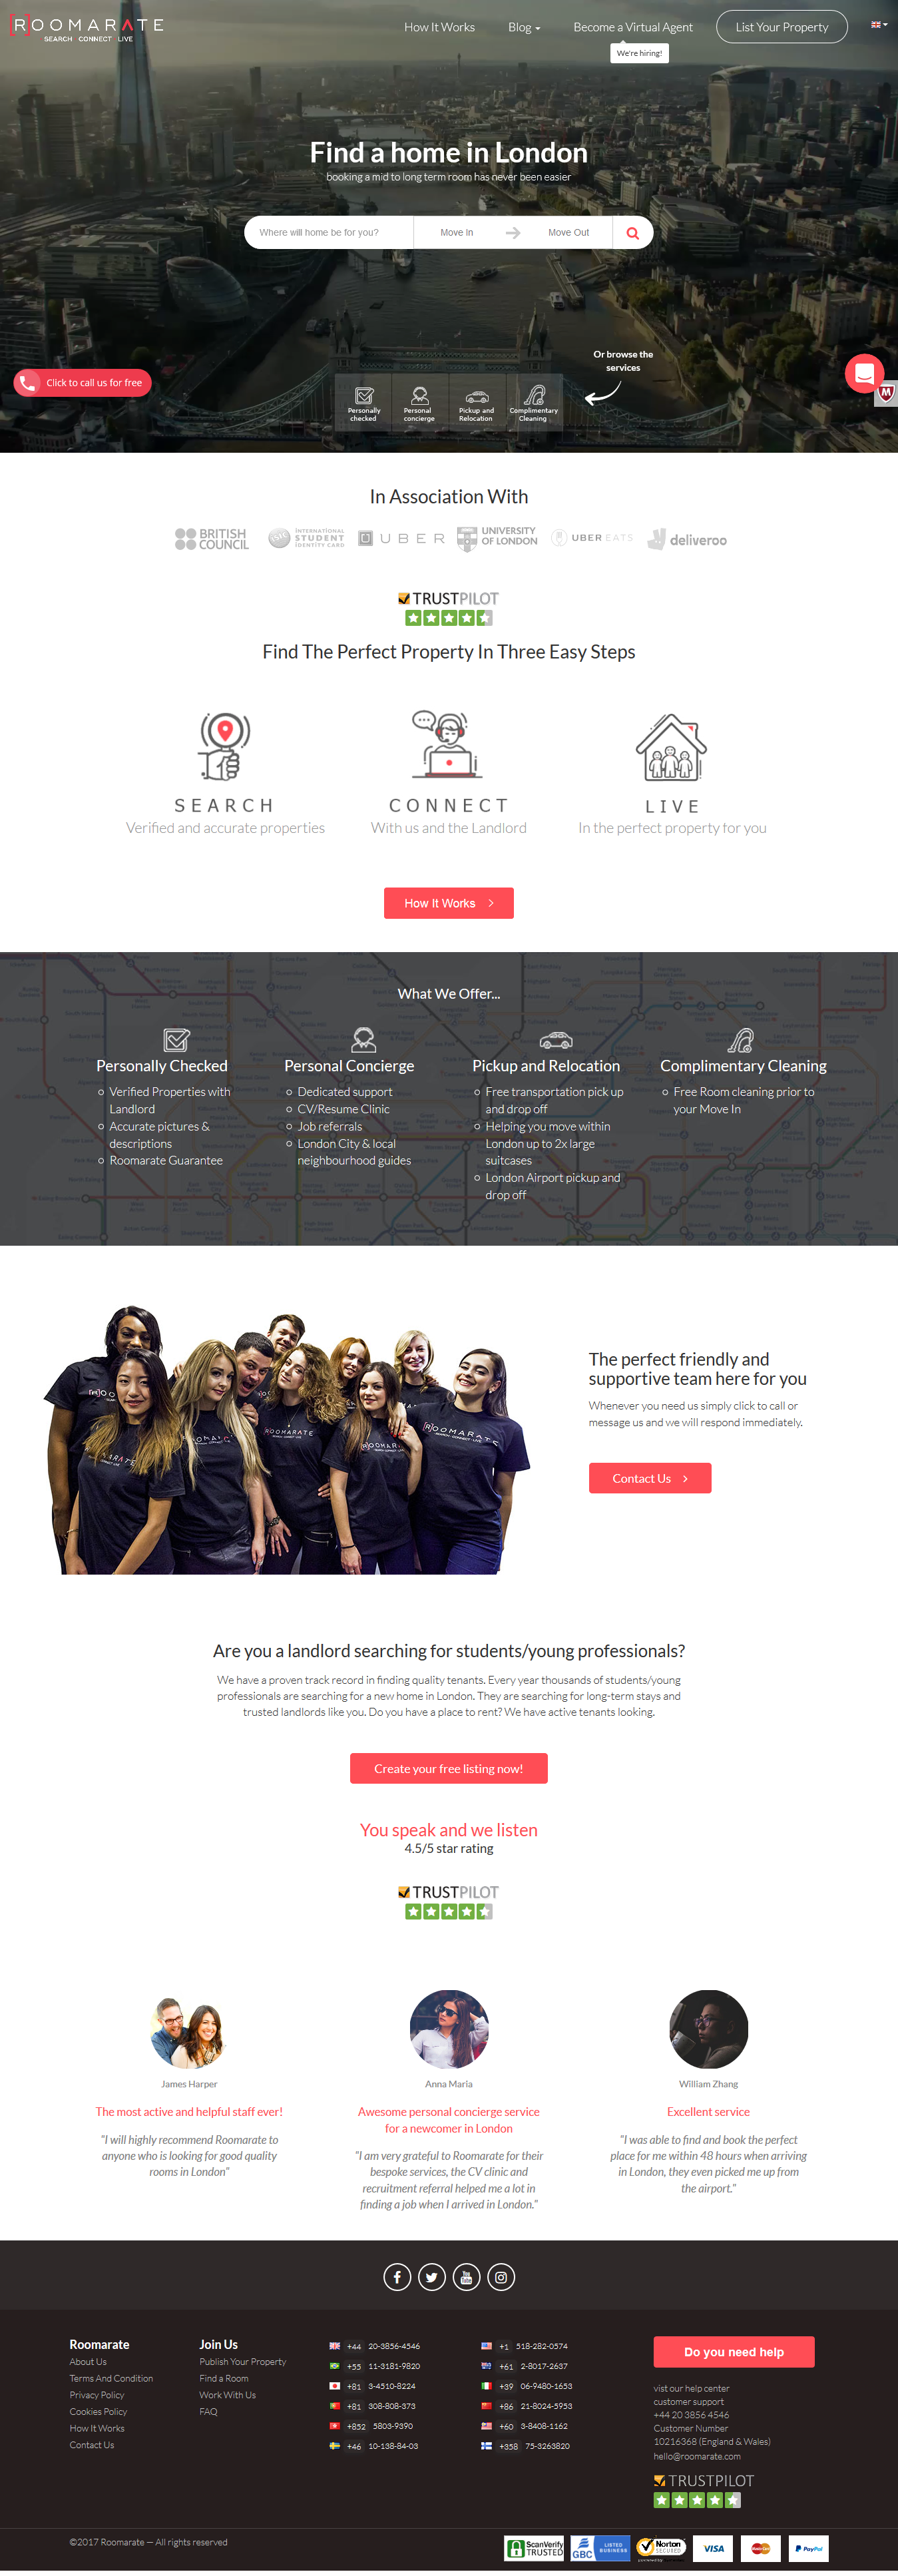 [R]OOMARATE
SEARCH CONNECT LIVE
How It Works
Blog
Become a Virtual Agent
List Your Property
We're hiring!
Find a home in London
booking a mid to long term room has never been easier
Where will home be for you?
Move In
Move Out
Or browse the
services
Click to call us for free
Personally
checked
Personal
concierge
Pickup and
Relocation
Complimentary
Cleaning
In Association With
BRITISH
COUNCIL
ISIC
INTERNATIONAL
STUDENT
IDENTITY CARD
UBER
UNIVERSITY
OF LONDON
UBER EATS
deliveroo
TRUSTPILOT
Find The Perfect Property In Three Easy Steps
SEARCH
Verified and accurate properties
CONNECT
With us and the Landlord
LIVE
In the perfect property for you
How It Works
What We Offer...
Personally Checked
Verified Properties with
Landlord
Accurate pictures &
descriptions
Roomarate Guarantee
Personal Concierge
Dedicated support
CV/Resume Clinic
Job referrals
London City & local
neighbourhood guides
Pickup and Relocation
Free transportation pick up
and drop off
Helping you move within
London up to 2x large
suitcases
London Airport pickup and
drop off
Complimentary Cleaning
Free Room cleaning prior to
your Move In
The perfect friendly and
supportive team here for you
Whenever you need us simply click to call or
message us and we will respond immediately.
Contact Us
Are you a landlord searching for students/young professionals?
We have a proven track record in finding quality tenants. Every year thousands of students/young
professionals are searching for a new home in London. They are searching for long-term stays and
trusted landlords like you. Do you have a place to rent? We have active tenants looking.
Create your free listing now!
You speak and we listen
4.5/5 star rating
TRUSTPILOT
James Harper
The most active and helpful staff ever!
"I will highly recommend Roomarate to
anyone who is looking for good quality
rooms in London"
Anna Maria
Awesome personal concierge service
for a newcomer in London
"I am very grateful to Roomarate for their
bespoke services, the CV clinic and
recruitment referral helped me a lot in
finding a job when I arrived in London."
William Zhang
Excellent service
"I was able to find and book the perfect
place for me within 48 hours when arriving
in London, they even picked me up from
the airport."
Roomarate
About Us
Terms And Condition
Privacy Policy
Cookies Policy
How It Works
Contact Us
Join Us
Publish Your Property
Find a Room
Work With Us
FAQ
+44 20-3856-4546
+55 11-3181-9820
+81 3-4510-8224
+81 308-808-373
+852 5803-9390
+46 10-138-84-03
+1 518-282-0574
+61 2-8017-2637
+39 06-9480-1653
+86 21-8024-5953
+60 3-8408-1162
+358 75-3263820
Do you need help
vist our help center
customer support
+44 20 3856 4546
Customer Number
10216368 (England & Wales)
hello@roomarate.com
TRUSTPILOT
©2017 Roomarate — All rights reserved
ScanVerify
TRUSTED
GBC
LISTED
BUSINESS
Norton
SECURED
VISA
MasterCard
PayPal